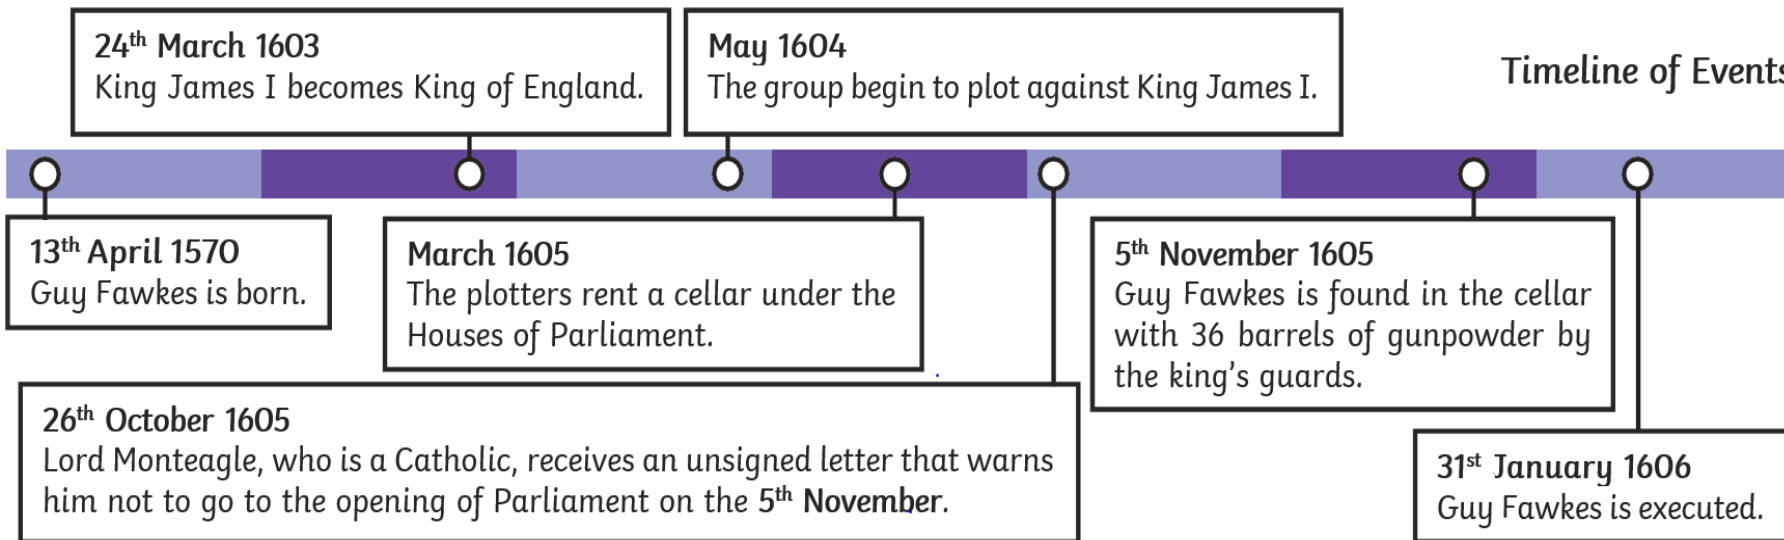 Timeline of Events
24th March 1603
King James I becomes King of England.
May 1604
The group begin to plot against King James I.
13th April 1570
Guy Fawkes is born.
March 1605
The plotters rent a cellar under the
Houses of Parliament.
5th November 1605
Guy Fawkes is found in the cellar
with 36 barrels of gunpowder by
the king's guards.
26th October 1605
Lord Monteagle, who is a Catholic, receives an unsigned letter that warns
him not to go to the opening of Parliament on the 5th November.
31st January 1606
Guy Fawkes is executed.